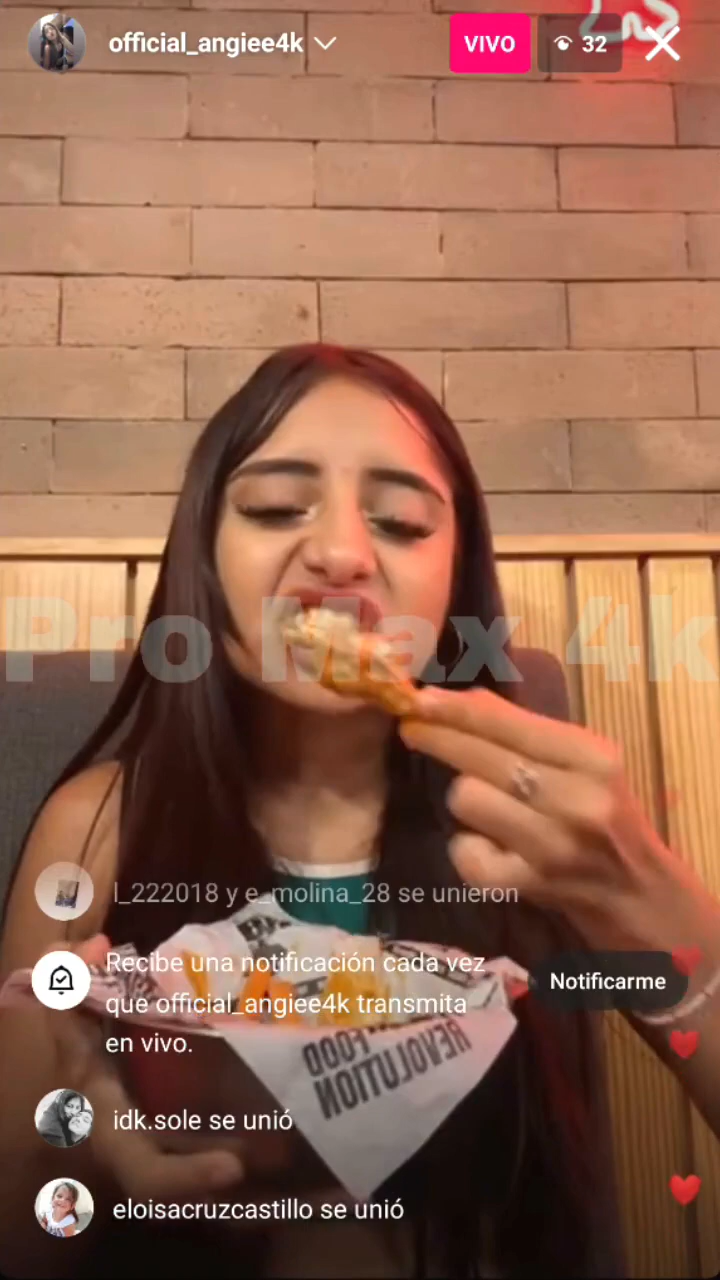 official_angiee4k
VIVO
32
Pro Max 4k
l_222018 y e_molina_28 se unieron
Recibe una notificación cada vez
que official_angiee4k transmita
en vivo.
Notificarme
FOOD
REVOLUTION
idk.sole se unió
eloisacruzcastillo se unió